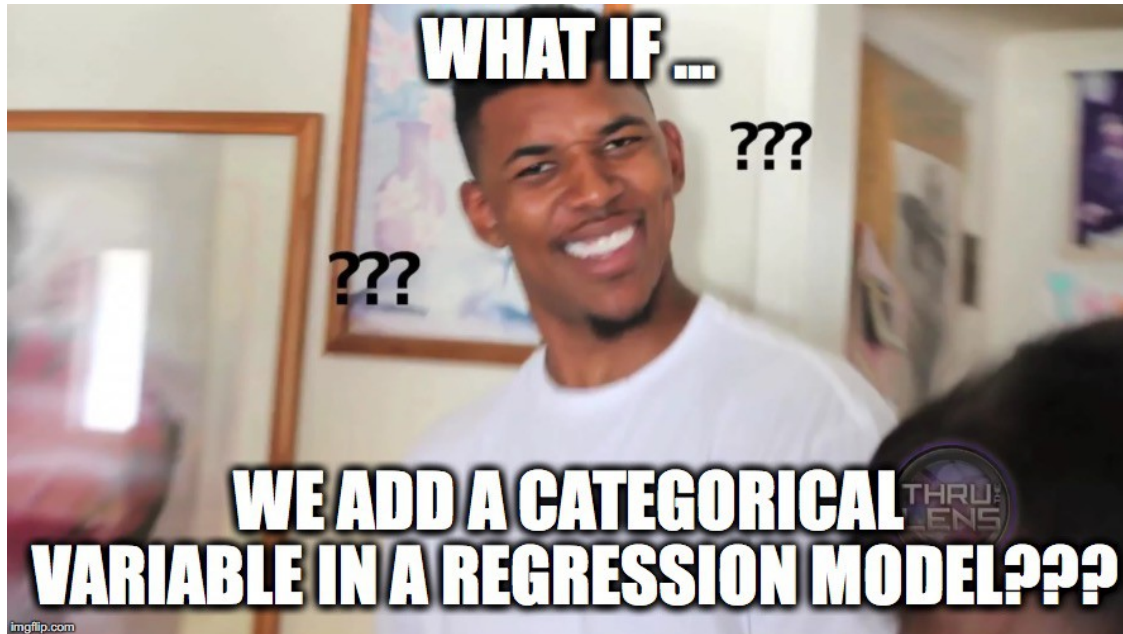 WHAT IF ...
???
???
WE ADD A CATEGORICAL
VARIABLE IN A REGRESSION MODEL???
THRU
LENS
imgflip.com